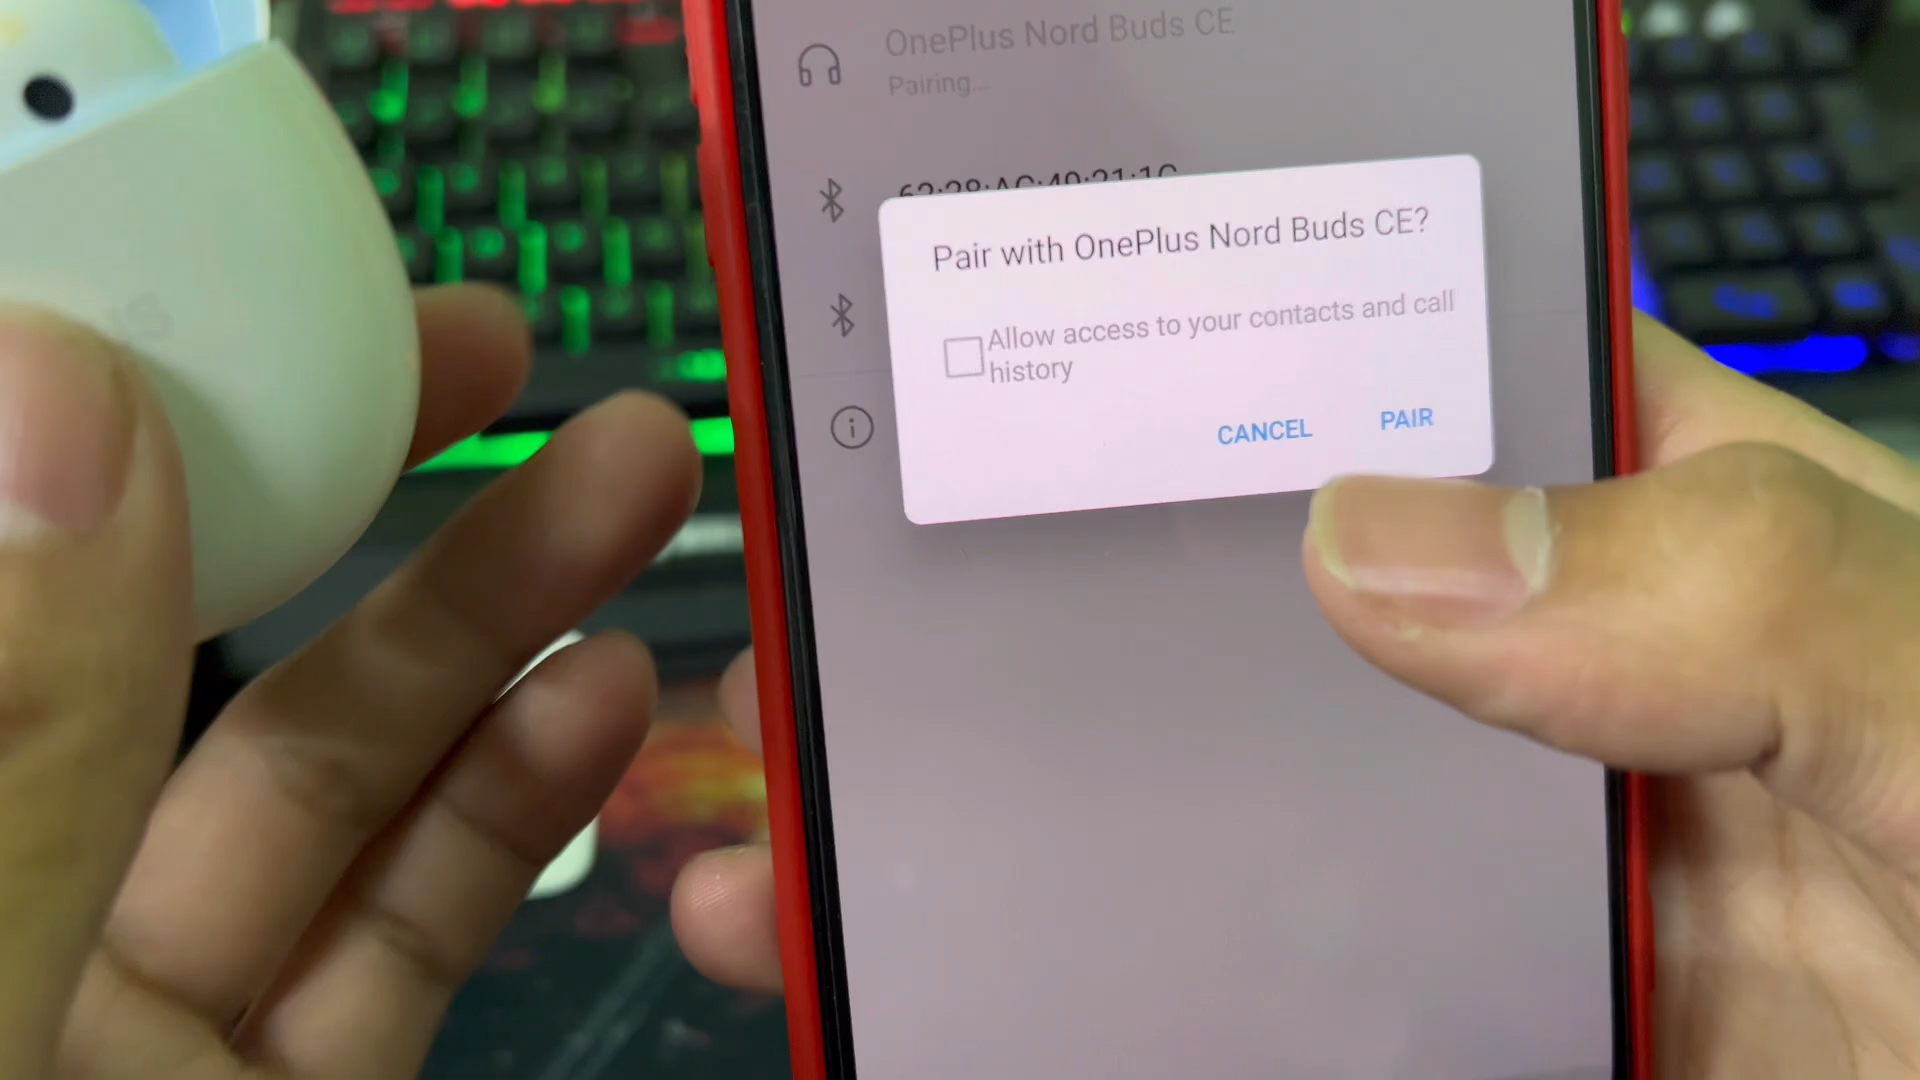 OnePlus Nord Buds CE
Pairing...
Pair with OnePlus Nord Buds CE?
Allow access to your contacts and call
history
CANCEL
PAIR